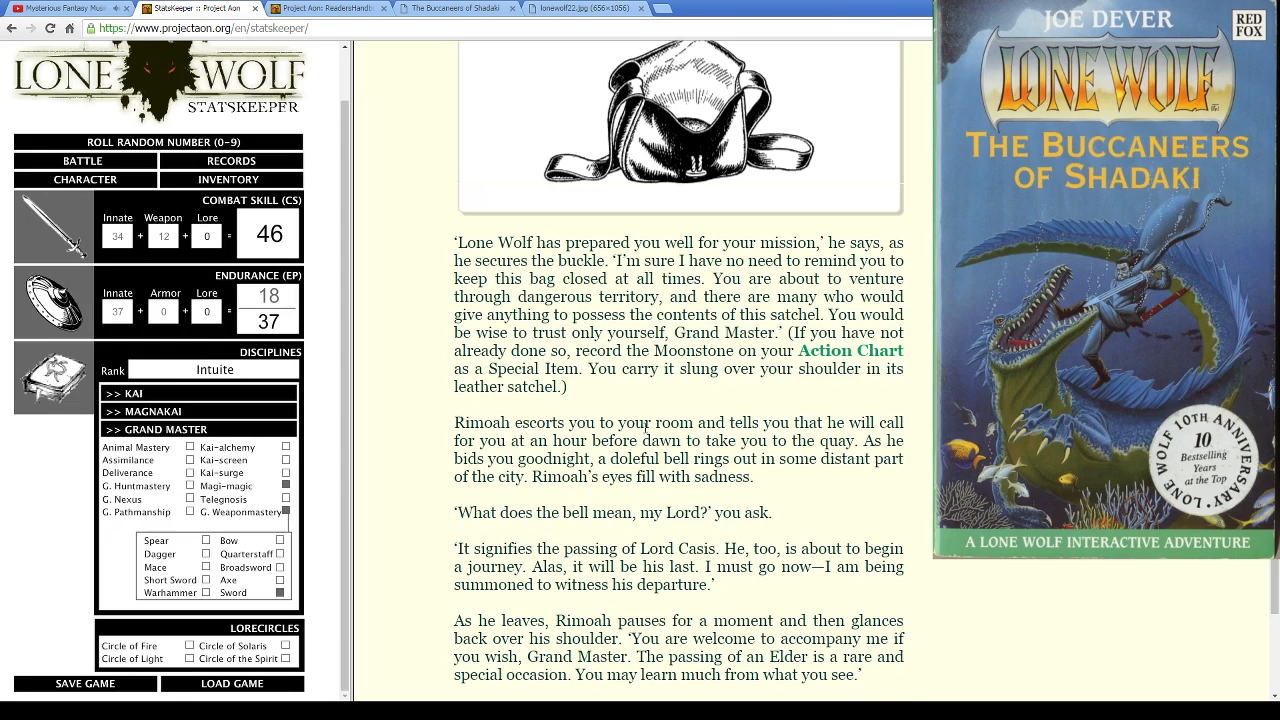 Mysterious Fantasy Musi
StatsKeeper :: Project Aon
Project Aon: ReadersHandb
The Buccaneers of Shadaki
lonewolf22.jpg (656×1056)
https://www.projectaon.org/en/statskeeper/
LONE WOLF
STATSKEEPER
ROLL RANDOM NUMBER (0-9)
BATTLE RECORDS
CHARACTER INVENTORY
COMBAT SKILL (CS)
Innate Weapon Lore
34 + 12 + 0 = 46
ENDURANCE (EP)
Innate Armor Lore 18
37 + 0 + 0 = 37
DISCIPLINES
Rank Intuite
>> KAI
>> MAGNAKAI
>> GRAND MASTER
Animal Mastery Kai-alchemy
Assimilance Kai-screen
Deliverance Kai-surge
G. Huntmastery Magi-magic
G. Nexus Telegnosis
G. Pathmanship G. Weaponmastery
Spear Bow
Dagger Quarterstaff
Mace Broadsword
Short Sword Axe
Warhammer Sword
LORECIRCLES
Circle of Fire Circle of Solaris
Circle of Light Circle of the Spirit
SAVE GAME LOAD GAME
‘Lone Wolf has prepared you well for your mission,’ he says, as
he secures the buckle. ‘I’m sure I have no need to remind you to
keep this bag closed at all times. You are about to venture
through dangerous territory, and there are many who would
give anything to possess the contents of this satchel. You would
be wise to trust only yourself, Grand Master.’ (If you have not
already done so, record the Moonstone on your Action Chart
as a Special Item. You carry it slung over your shoulder in its
leather satchel.)
Rimoah escorts you to your room and tells you that he will call
for you at an hour before dawn to take you to the quay. As he
bids you goodnight, a doleful bell rings out in some distant part
of the city. Rimoah’s eyes fill with sadness.
‘What does the bell mean, my Lord?’ you ask.
‘It signifies the passing of Lord Casis. He, too, is about to begin
a journey. Alas, it will be his last. I must go now—I am being
summoned to witness his departure.’
As he leaves, Rimoah pauses for a moment and then glances
back over his shoulder. ‘You are welcome to accompany me if
you wish, Grand Master. The passing of an Elder is a rare and
special occasion. You may learn much from what you see.’
JOE DEVER
RED
FOX
LONE WOLF
THE BUCCANEERS
OF SHADAKI
LONE WOLF 10TH ANNIVERSARY
10
Bestselling
Years
at the Top
A LONE WOLF INTERACTIVE ADVENTURE